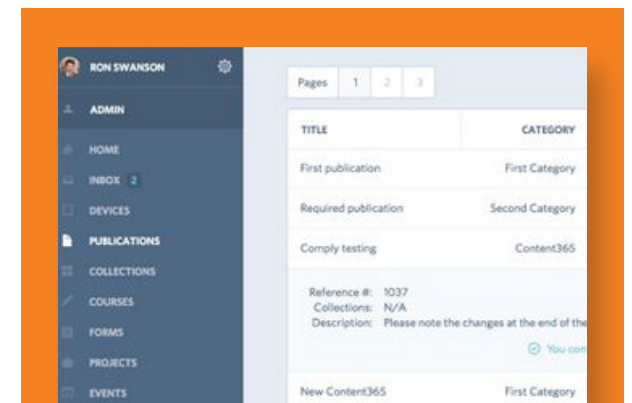 RON SWANSON
ADMIN
HOME
INBOX 2
DEVICES
PUBLICATIONS
COLLECTIONS
COURSES
FORMS
PROJECTS
EVENTS
Pages 1 2 3
TITLE CATEGORY
First publication First Category
Required publication Second Category
Comply testing Content365
Reference #: 1037
Collections: N/A
Description: Please note the changes at the end of the
You con
New Content365 First Category